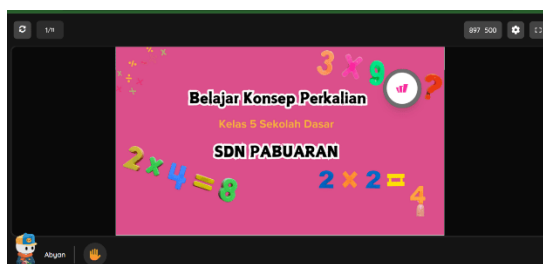 1/11
897 500
3 × 9 ?
Belajar Konsep Perkalian
Kelas 5 Sekolah Dasar
SDN PABUARAN
2 × 4 = 8
2 × 2 = 4
Abyan